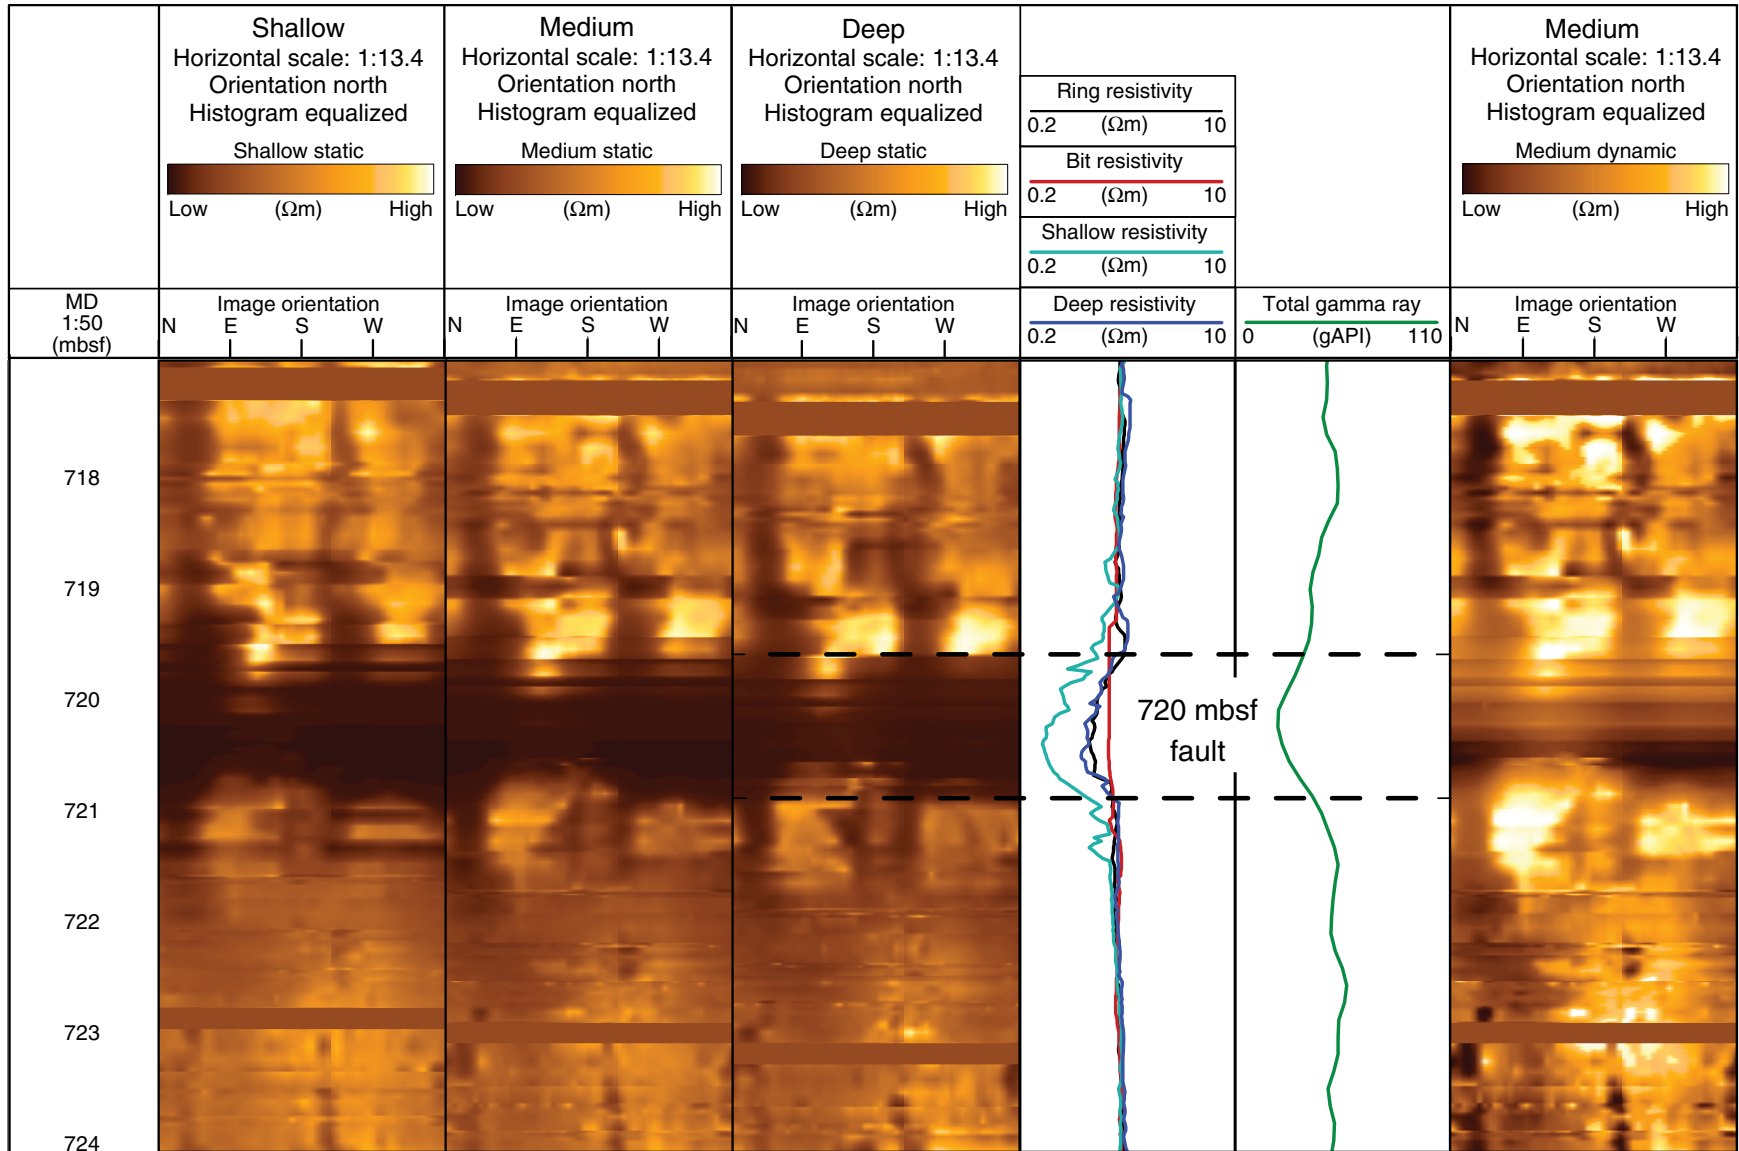 Shallow
Horizontal scale: 1:13.4
Orientation north
Histogram equalized
Shallow static
Low (Ωm) High
Medium
Horizontal scale: 1:13.4
Orientation north
Histogram equalized
Medium static
Low (Ωm) High
Deep
Horizontal scale: 1:13.4
Orientation north
Histogram equalized
Deep static
Low (Ωm) High
Ring resistivity
0.2 (Ωm) 10
Bit resistivity
0.2 (Ωm) 10
Shallow resistivity
0.2 (Ωm) 10
Medium
Horizontal scale: 1:13.4
Orientation north
Histogram equalized
Medium dynamic
Low (Ωm) High
MD
1:50
(mbsf)
Image orientation
N E S W
Image orientation
N E S W
Image orientation
N E S W
Deep resistivity
0.2 (Ωm) 10
Total gamma ray
0 (gAPI) 110
Image orientation
N E S W
718
719
720
721
722
723
724
720 mbsf
fault